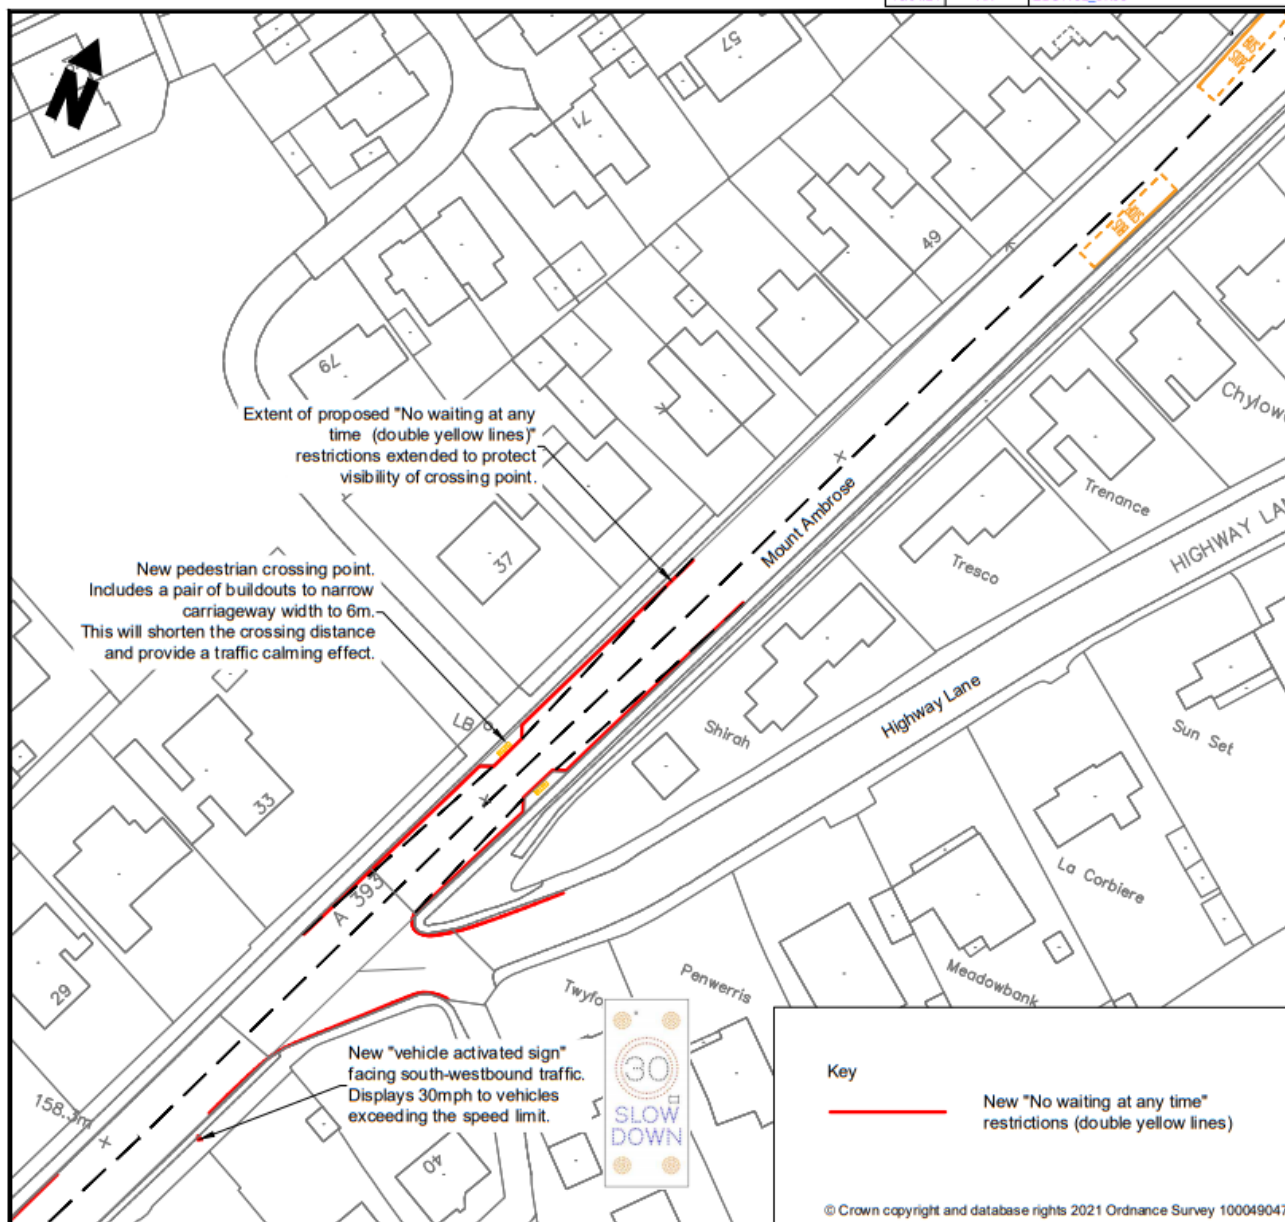 N
57
71
79
49
Extent of proposed "No waiting at any
time (double yellow lines)"
restrictions extended to protect
visibility of crossing point.
Mount Ambrose
Trenance
HIGHWAY
Tresco
37
New pedestrian crossing point.
Includes a pair of buildouts to narrow
carriageway width to 6m.
This will shorten the crossing distance
and provide a traffic calming effect.
LB
Shirah
Highway Lane
Sun Set
33
La Corbiere
A 393
29
Meadowbank
Penwerris
New "vehicle activated sign"
facing south-westbound traffic.
Displays 30mph to vehicles
exceeding the speed limit.
30
SLOW
DOWN
158.3m
40
Key
New "No waiting at any time"
restrictions (double yellow lines)
© Crown copyright and database rights 2021 Ordnance Survey 100049047